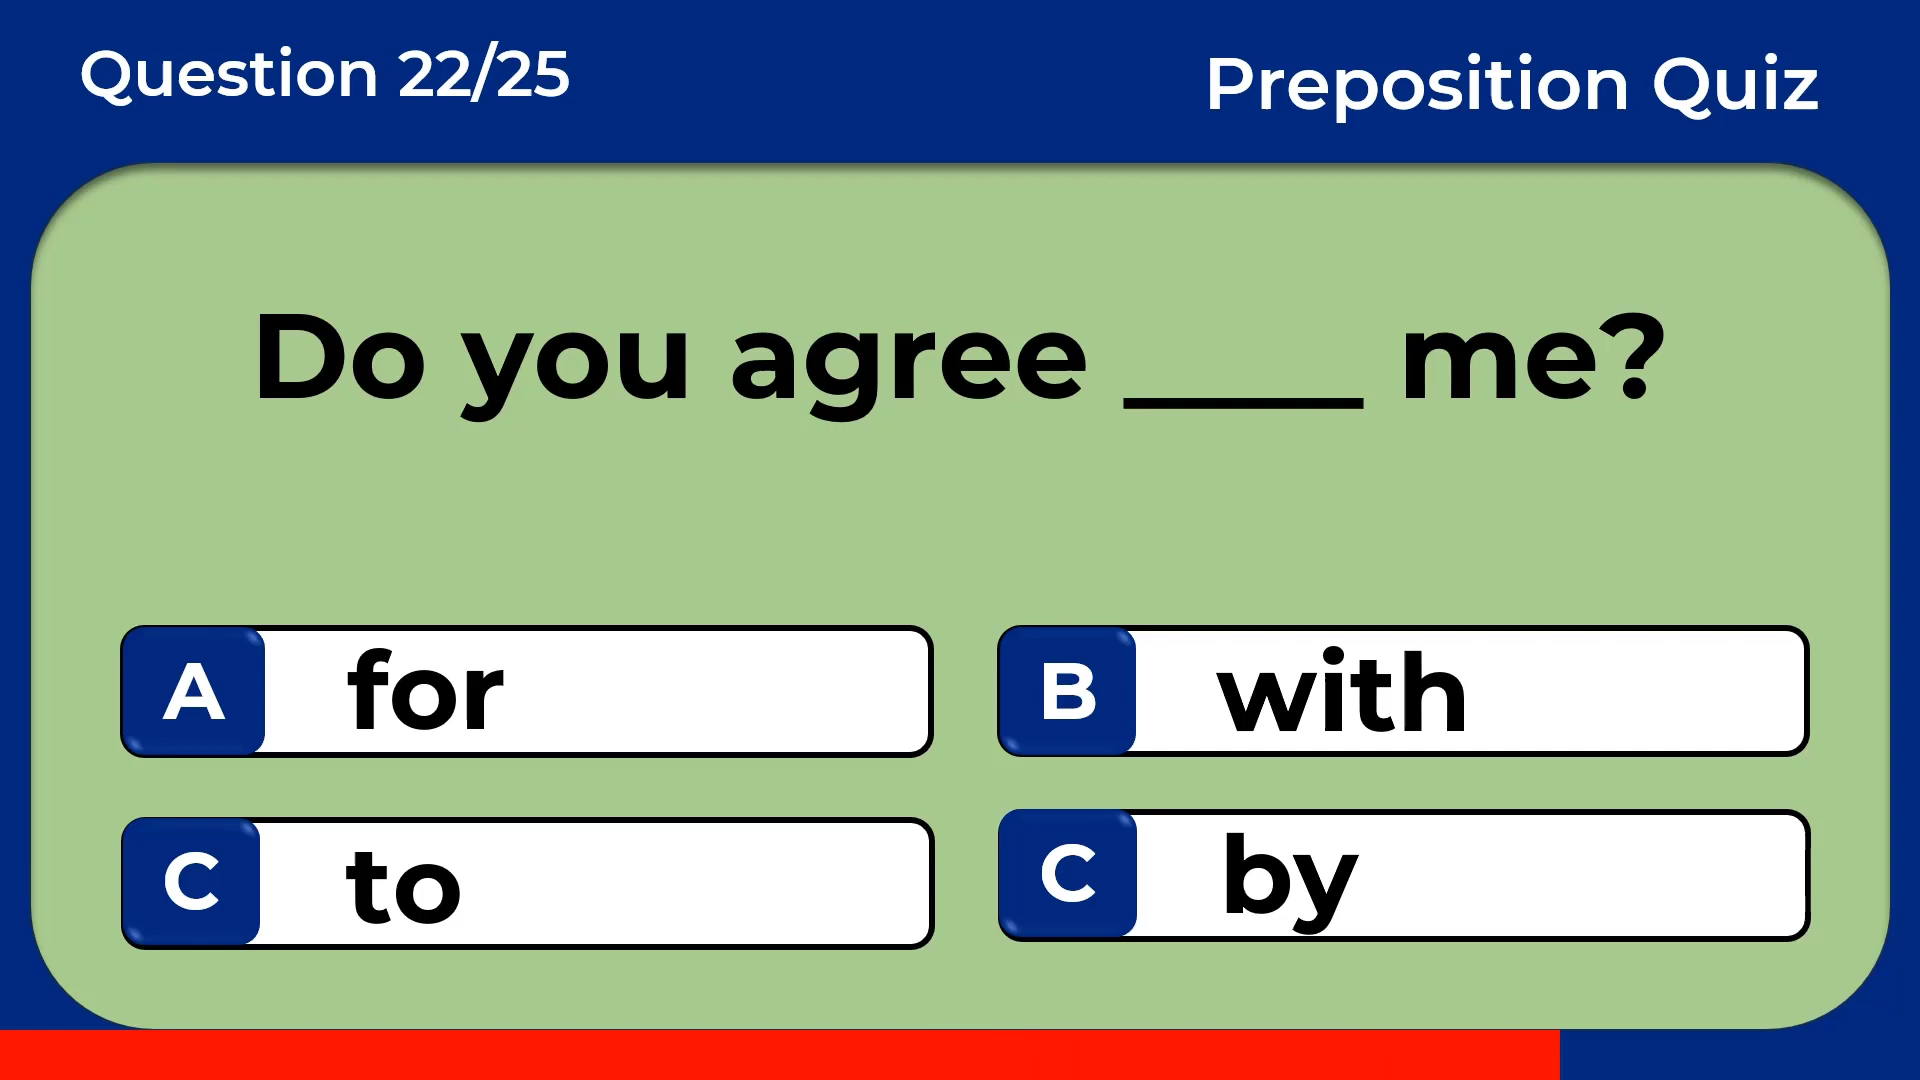 Question 22/25
Preposition Quiz
Do you agree ____ me?
A for
B with
C to
C by